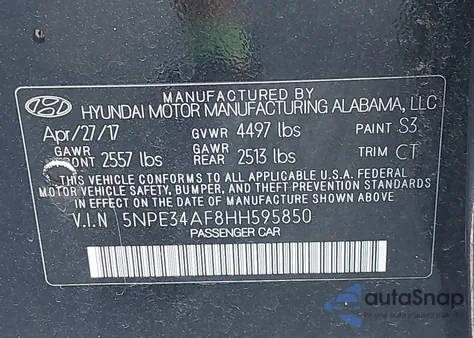 MANUFACTURED BY
HYUNDAI MOTOR MANUFACTURING ALABAMA, LLC
Apr/27/17 GVWR 4497 lbs PAINT S3
GAWR FRONT 2557 lbs GAWR REAR 2513 lbs TRIM CT
THIS VEHICLE CONFORMS TO ALL APPLICABLE U.S.A. FEDERAL
MOTOR VEHICLE SAFETY, BUMPER, AND THEFT PREVENTION STANDARDS
IN EFFECT ON THE DATE OF MANUFACTURE SHOWN ABOVE
V.I.N 5NPE34AF8HH595850
PASSENGER CAR
autoSnap